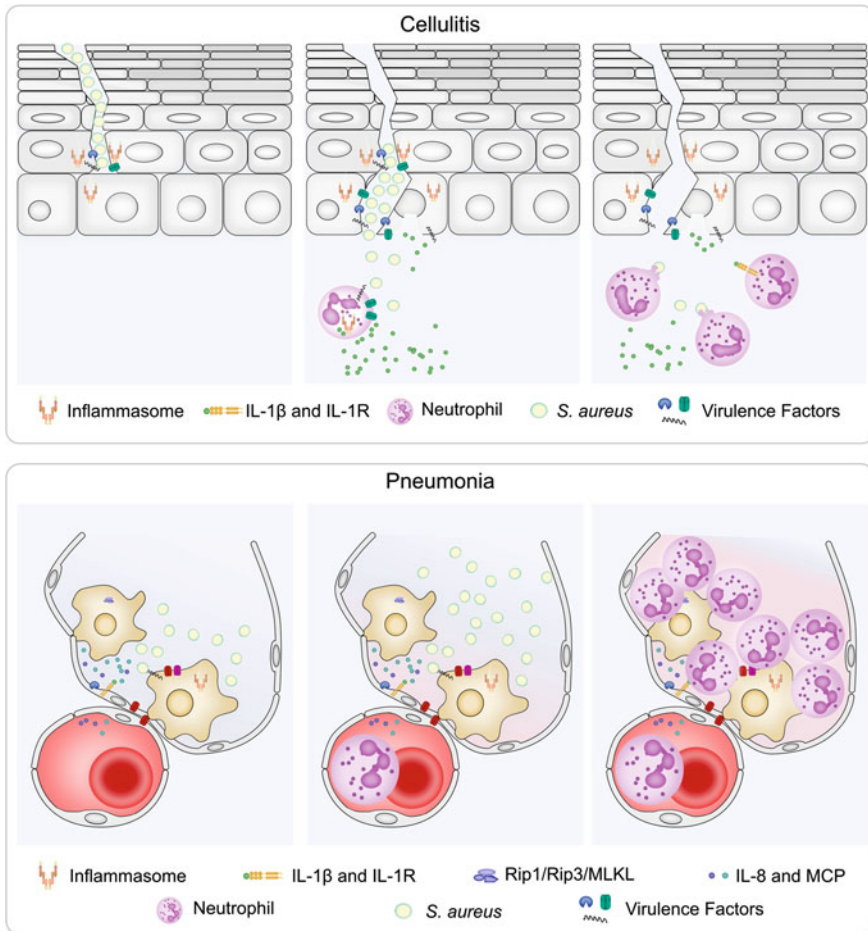 Cellulitis
Inflammasome IL-1β and IL-1R Neutrophil S. aureus Virulence Factors
Pneumonia
Inflammasome IL-1β and IL-1R Rip1/Rip3/MLKL IL-8 and MCP
Neutrophil S. aureus Virulence Factors